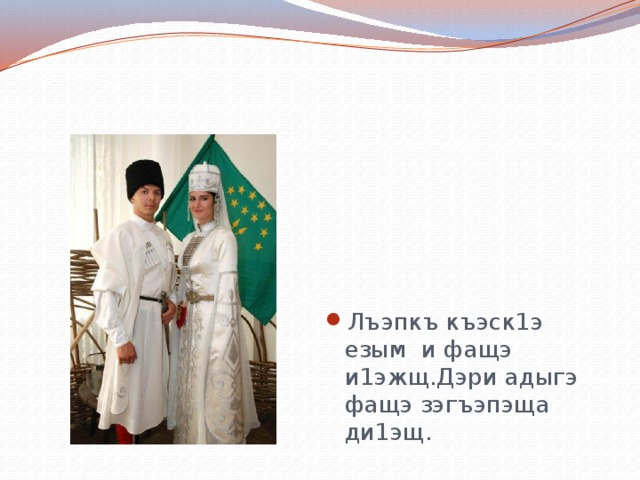 Лъэпкъ къэск1э
езым и фащэ
и1эжщ.Дэри адыгэ
фащэ зэгъэпэща
ди1эщ.